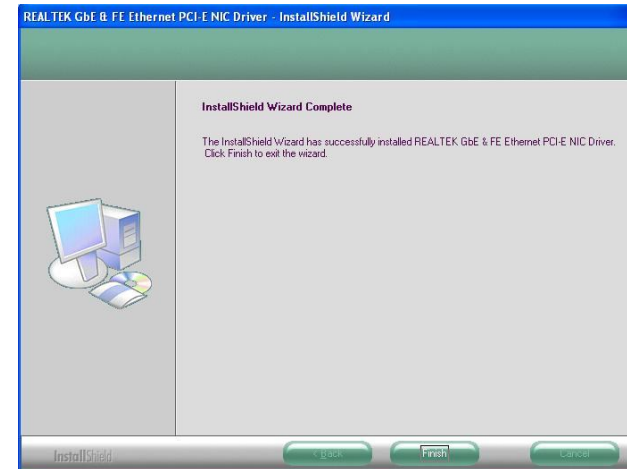 REALTEK GbE & FE Ethernet PCI-E NIC Driver - InstallShield Wizard
InstallShield Wizard Complete
The InstallShield Wizard has successfully installed REALTEK GbE & FE Ethernet PCI-E NIC Driver.
Click Finish to exit the wizard.
InstallShield
< Back
Finish
Cancel